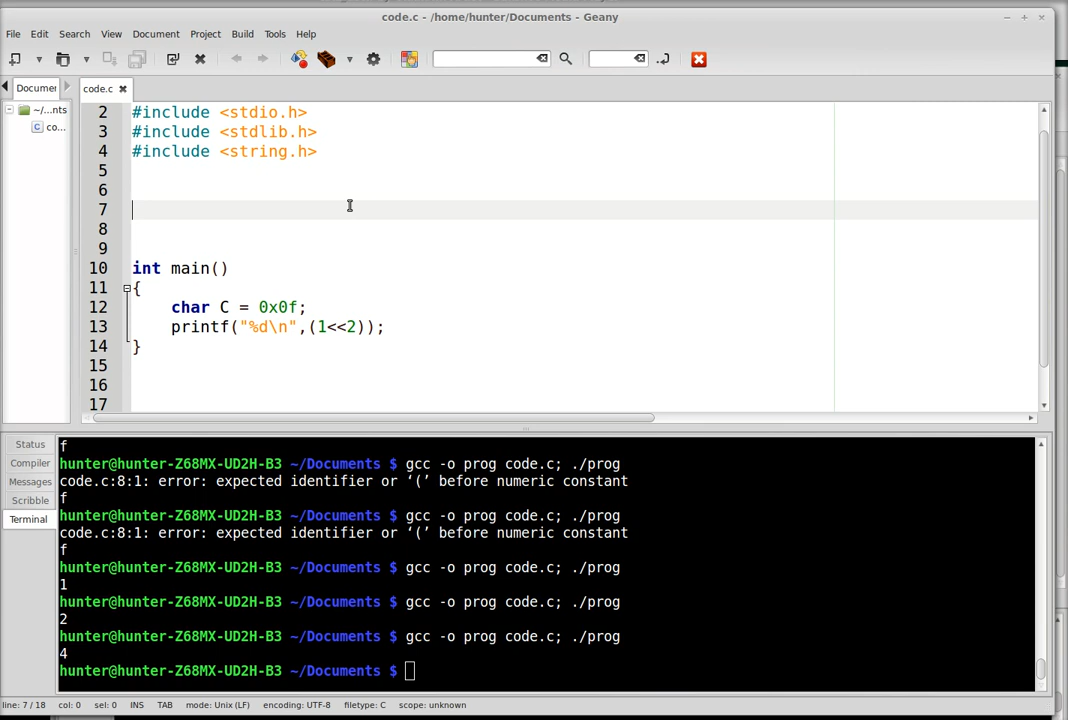 code.c - /home/hunter/Documents - Geany
File Edit Search View Document Project Build Tools Help
Documer
code.c
~/...nts
co...
2 #include <stdio.h>
3 #include <stdlib.h>
4 #include <string.h>
5
6
7
8
9
10 int main()
11 {
12 char C = 0x0f;
13 printf("%d\n",(1<<2));
14 }
15
16
17
Status
Compiler
Messages
Scribble
Terminal
f
hunter@hunter-Z68MX-UD2H-B3 ~/Documents $ gcc -o prog code.c; ./prog
code.c:8:1: error: expected identifier or ‘(’ before numeric constant
f
hunter@hunter-Z68MX-UD2H-B3 ~/Documents $ gcc -o prog code.c; ./prog
code.c:8:1: error: expected identifier or ‘(’ before numeric constant
f
hunter@hunter-Z68MX-UD2H-B3 ~/Documents $ gcc -o prog code.c; ./prog
1
hunter@hunter-Z68MX-UD2H-B3 ~/Documents $ gcc -o prog code.c; ./prog
2
hunter@hunter-Z68MX-UD2H-B3 ~/Documents $ gcc -o prog code.c; ./prog
4
hunter@hunter-Z68MX-UD2H-B3 ~/Documents $
line: 7 / 18 col: 0 sel: 0 INS TAB mode: Unix (LF) encoding: UTF-8 filetype: C scope: unknown